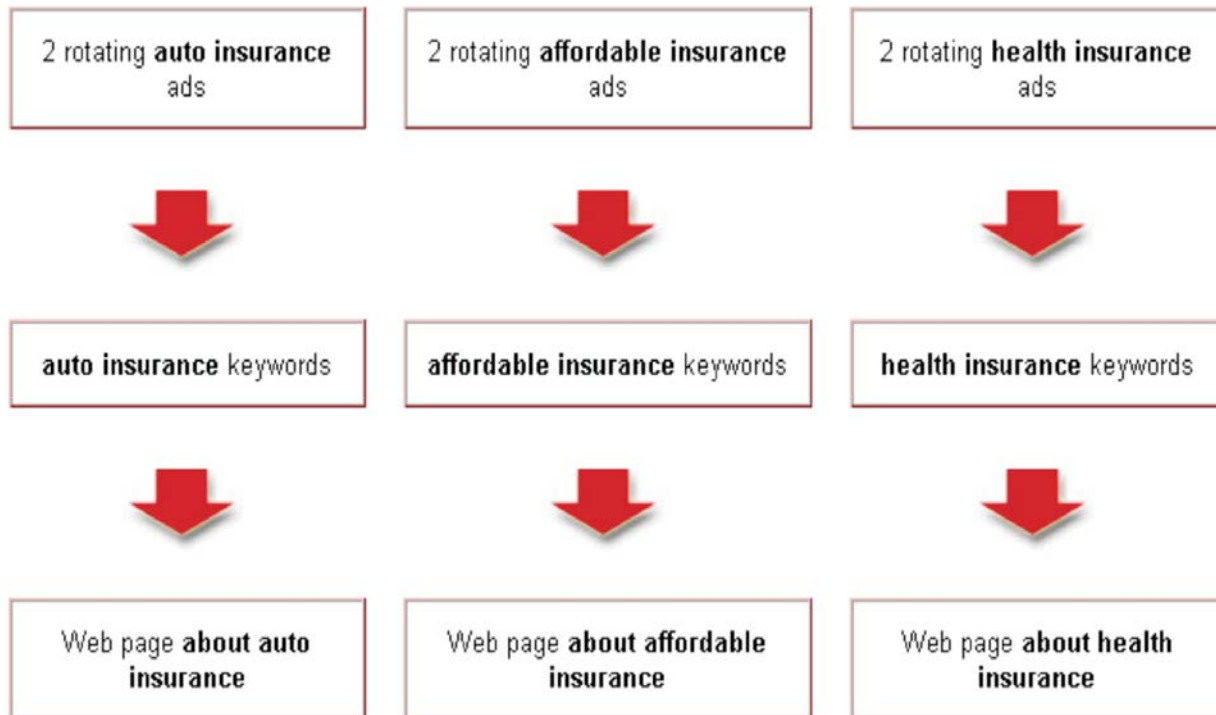 2 rotating auto insurance
ads
2 rotating affordable insurance
ads
2 rotating health insurance
ads
auto insurance keywords
affordable insurance keywords
health insurance keywords
Web page about auto
insurance
Web page about affordable
insurance
Web page about health
insurance